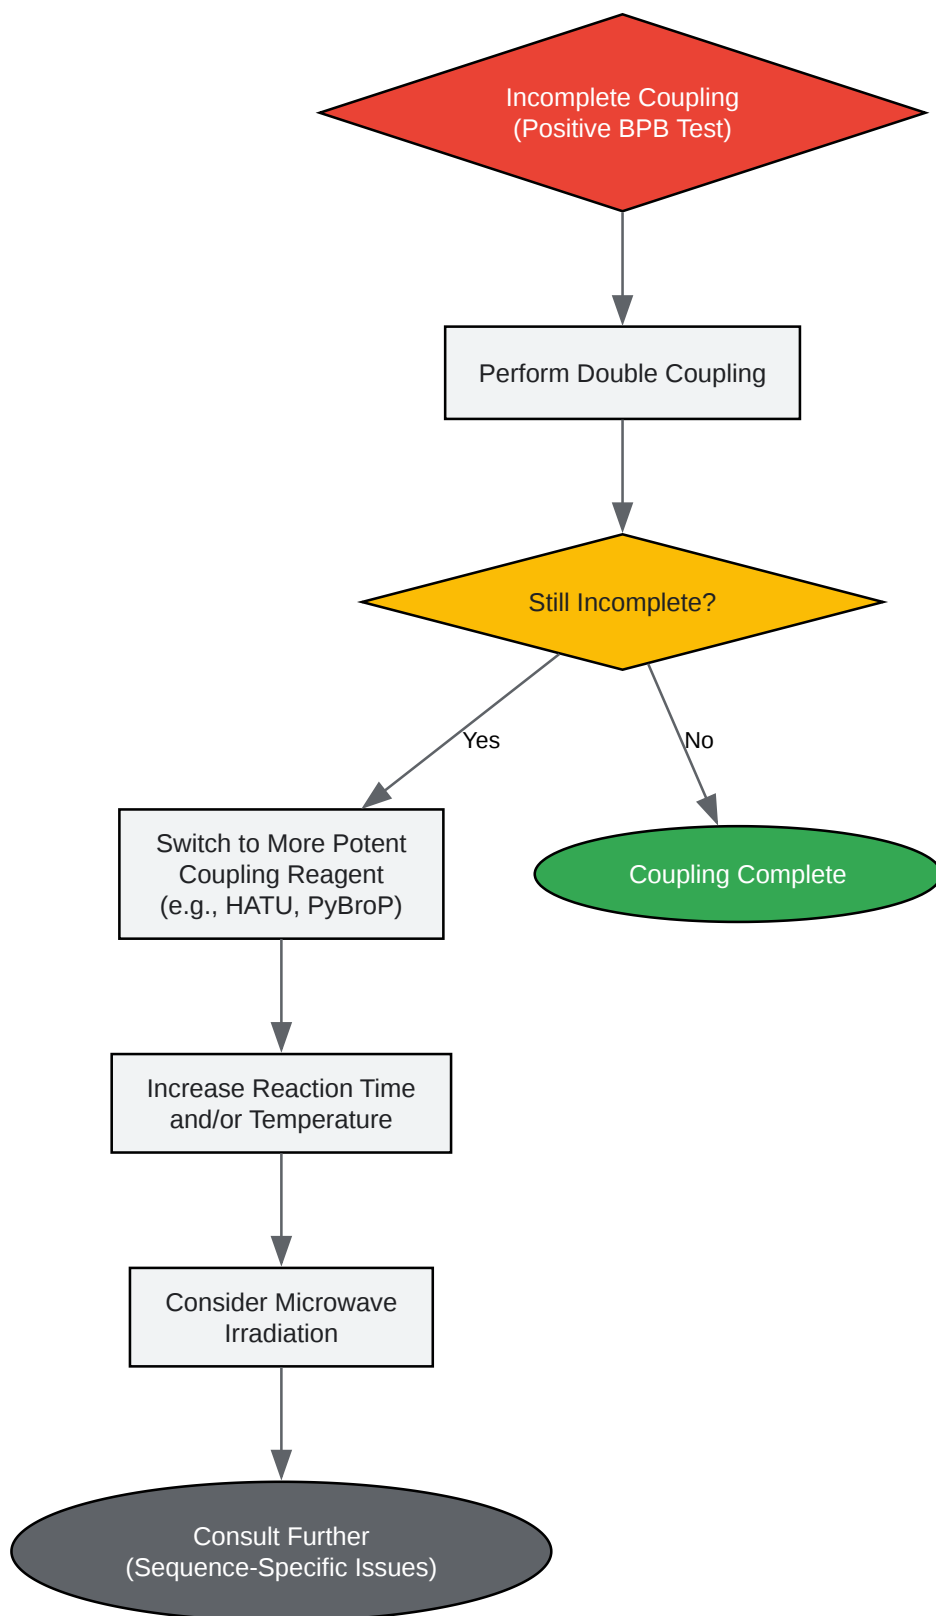 Incomplete Coupling
(Positive BPB Test)
Perform Double Coupling
Still Incomplete?
Yes
No
Switch to More Potent
Coupling Reagent
(e.g., HATU, PyBroP)
Coupling Complete
Increase Reaction Time
and/or Temperature
Consider Microwave
Irradiation
Consult Further
(Sequence-Specific Issues)